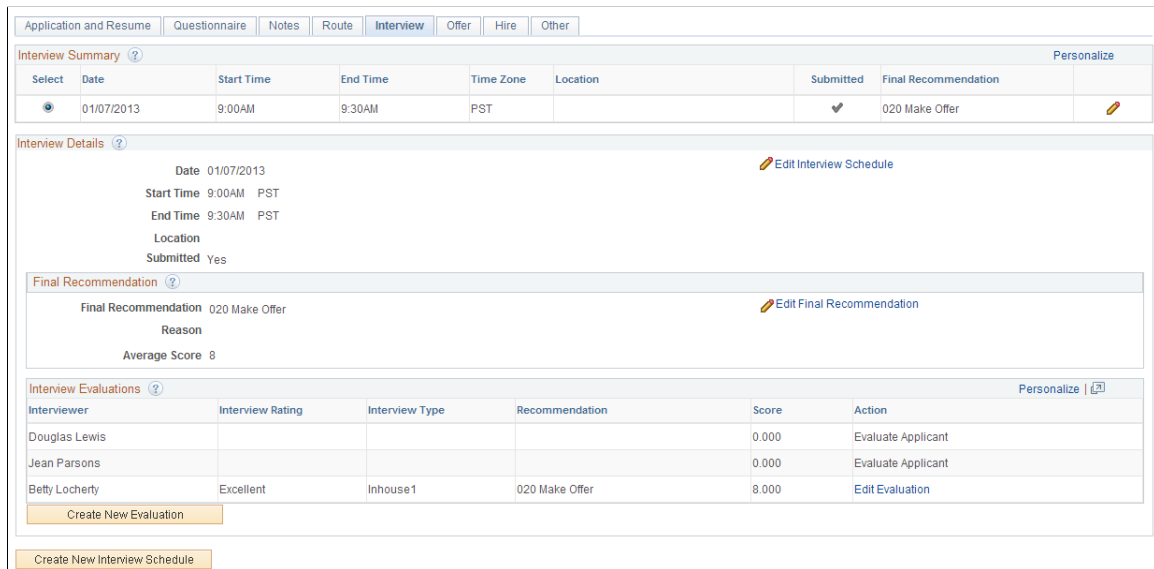 Application and Resume Questionnaire Notes Route Interview Offer Hire Other
Interview Summary ? Personalize
Select Date Start Time End Time Time Zone Location Submitted Final Recommendation
01/07/2013 9:00AM 9:30AM PST 020 Make Offer
Interview Details ?
Date 01/07/2013 Edit Interview Schedule
Start Time 9:00AM PST
End Time 9:30AM PST
Location
Submitted Yes
Final Recommendation ?
Final Recommendation 020 Make Offer Edit Final Recommendation
Reason
Average Score 8
Interview Evaluations ? Personalize |
Interviewer Interview Rating Interview Type Recommendation Score Action
Douglas Lewis 0.000 Evaluate Applicant
Jean Parsons 0.000 Evaluate Applicant
Betty Locherty Excellent Inhouse1 020 Make Offer 8.000 Edit Evaluation
Create New Evaluation
Create New Interview Schedule